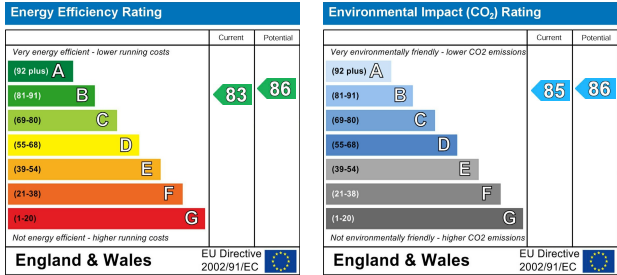 Energy Efficiency Rating
Current Potential
Very energy efficient - lower running costs
(92 plus) A
(81-91) B
(69-80) C
(55-68) D
(39-54) E
(21-38) F
(1-20) G
83 86
Not energy efficient - higher running costs
England & Wales
EU Directive
2002/91/EC
Environmental Impact (CO2) Rating
Current Potential
Very environmentally friendly - lower CO2 emissions
(92 plus) A
(81-91) B
(69-80) C
(55-68) D
(39-54) E
(21-38) F
(1-20) G
85 86
Not environmentally friendly - higher CO2 emissions
England & Wales
EU Directive
2002/91/EC